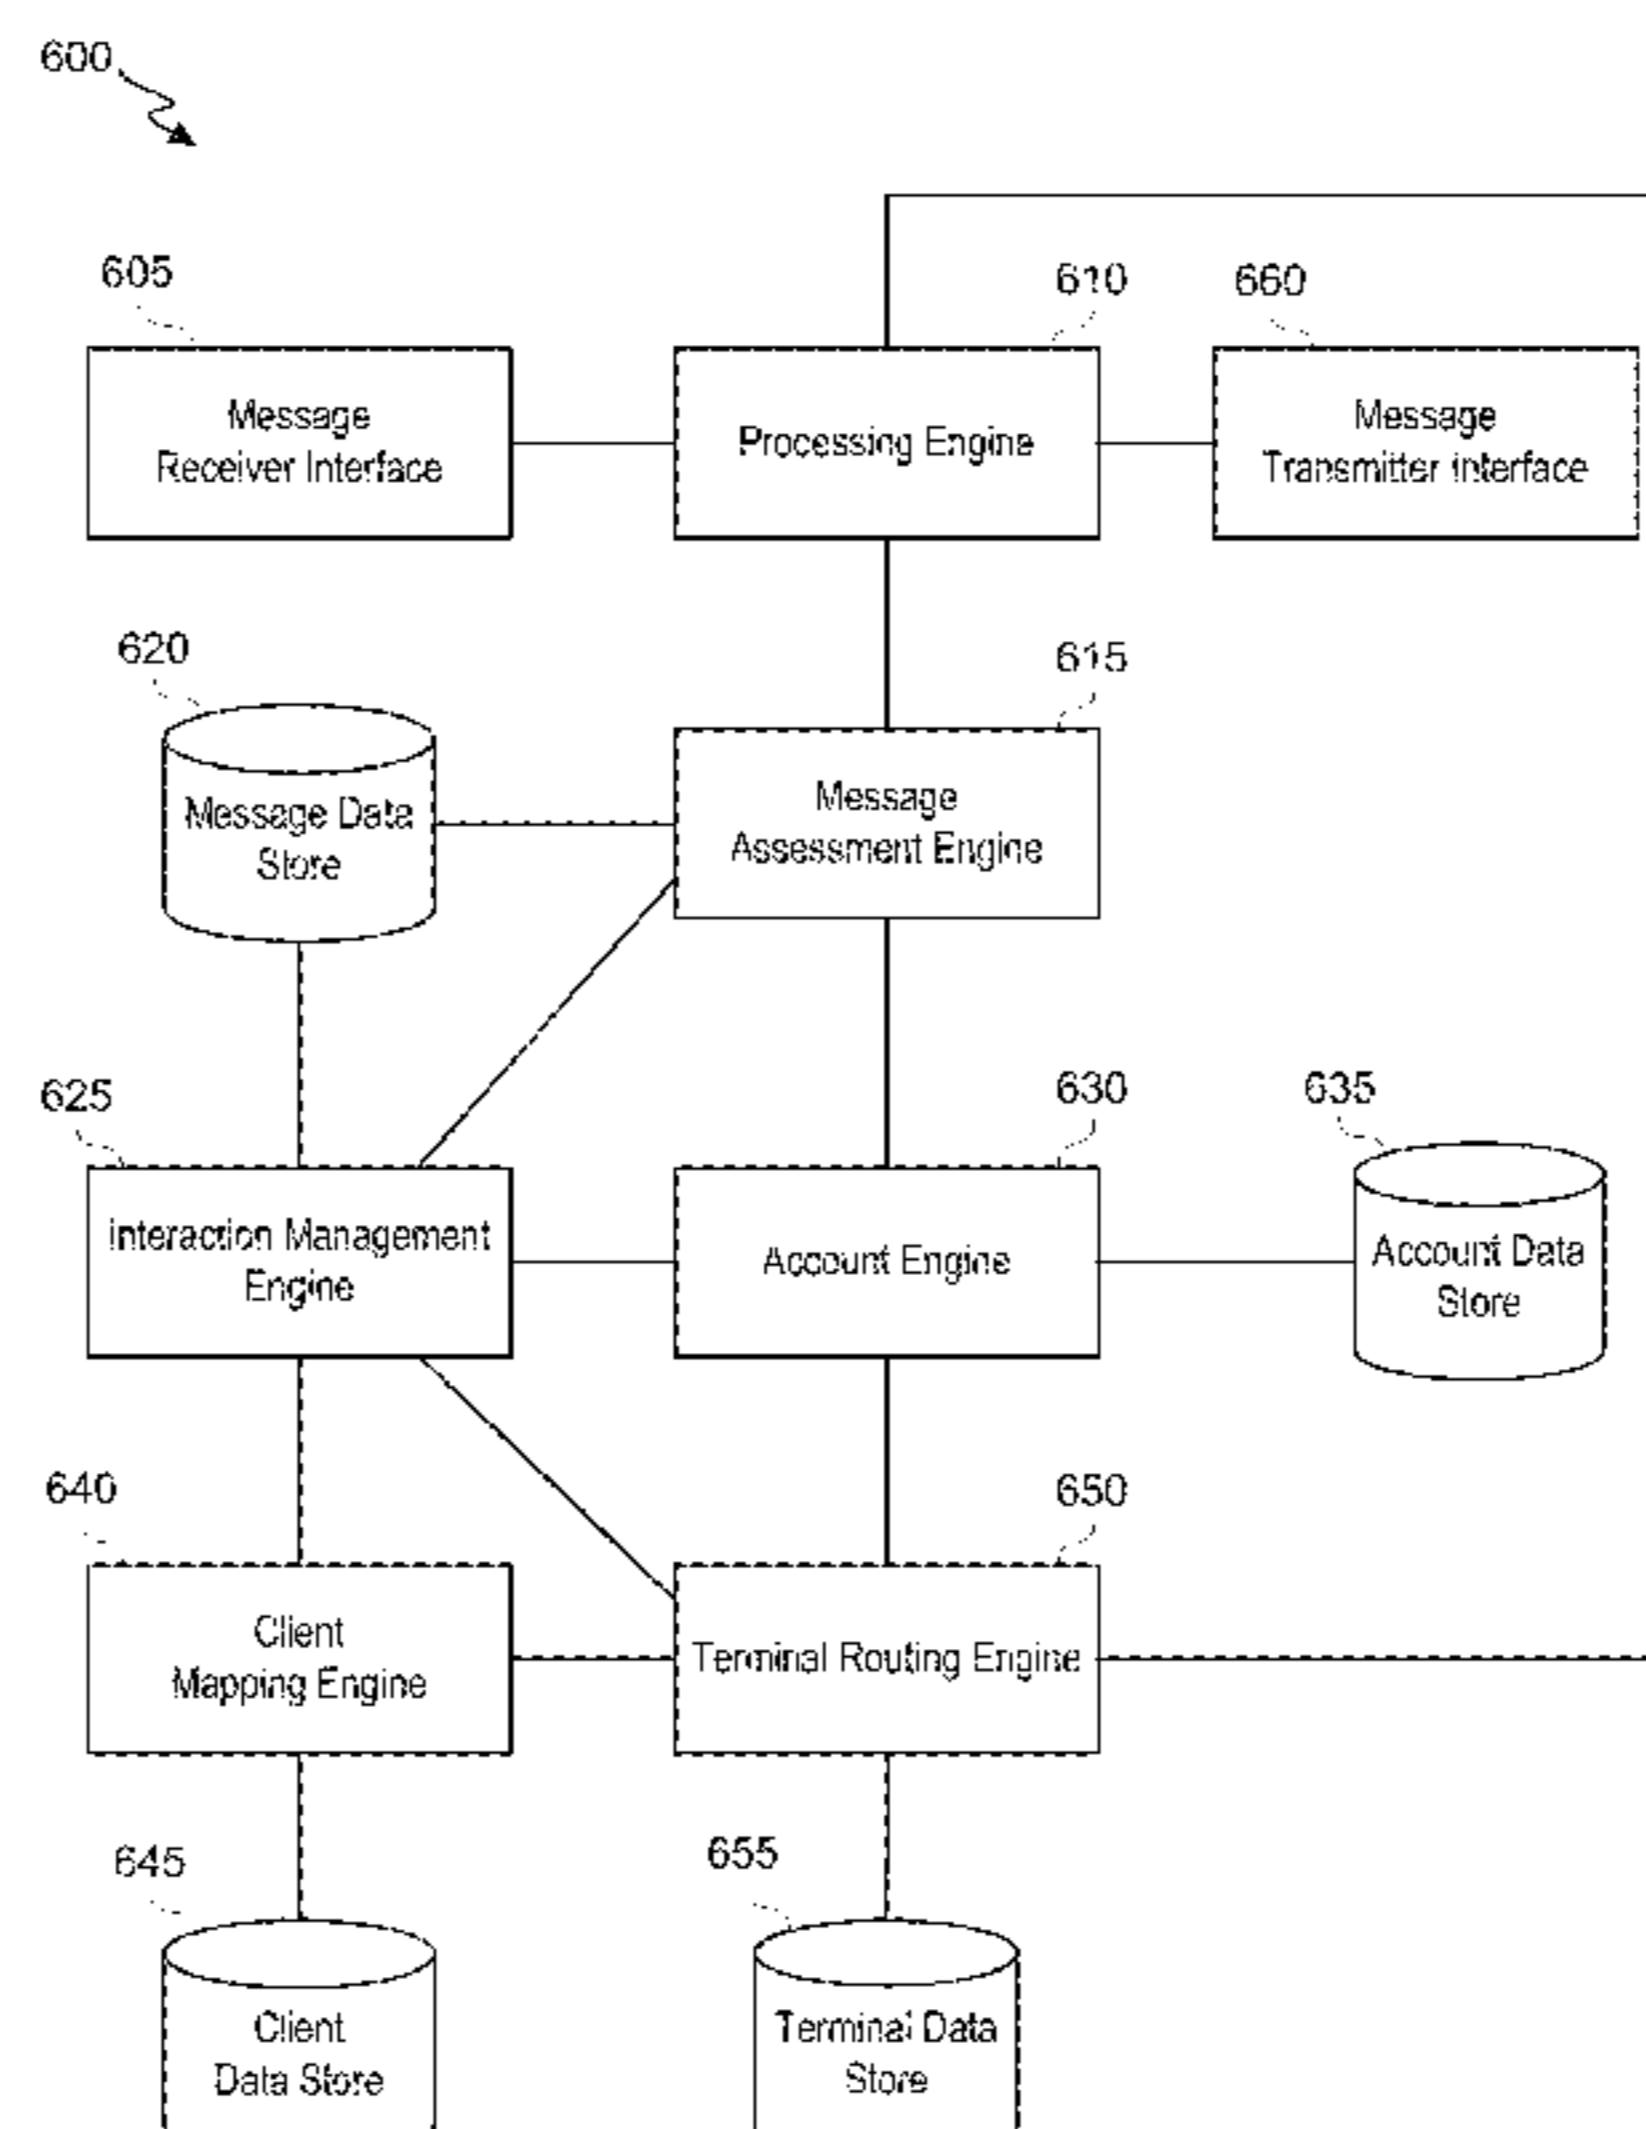 600
605
610
660
Message
Receiver Interface
Processing Engine
Message
Transmitter Interface
620
615
Message Data
Store
Message
Assessment Engine
625
630
635
Interaction Management
Engine
Account Engine
Account Data
Store
640
650
Client
Mapping Engine
Terminal Routing Engine
645
655
Client
Data Store
Terminal Data
Store